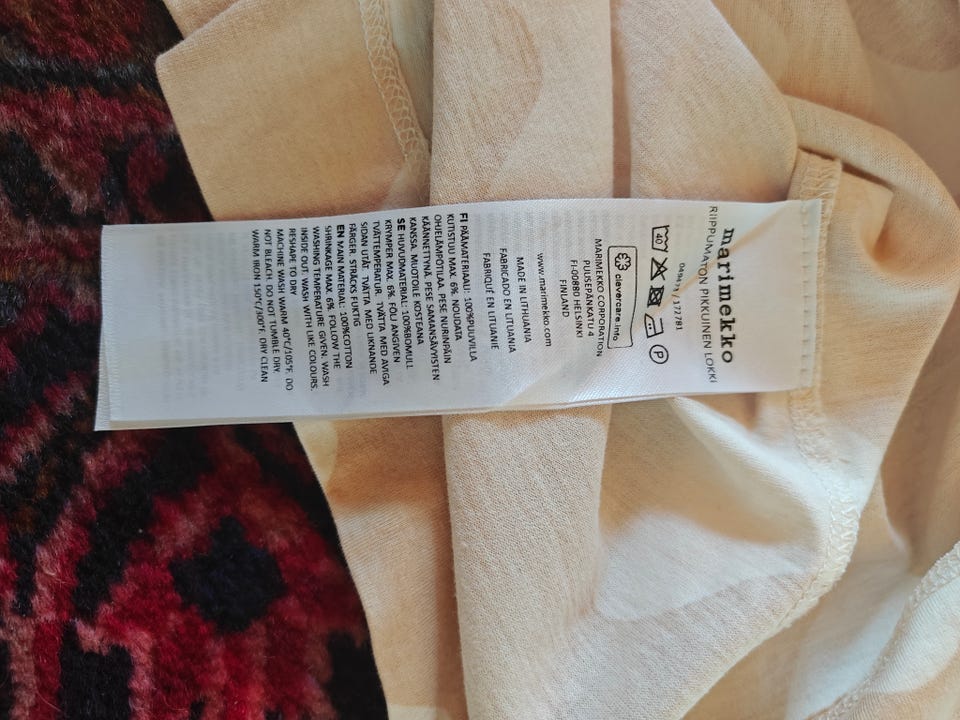 marimekko
RIIPPUMATON PIKKUINEN LOKKI
049433/172781
40
P
clevercare.info
MARIMEKKO CORPORATION
PUUSEPÄNKATU 4
FI-00880 HELSINKI
FINLAND
www.marimekko.com
MADE IN LITHUANIA
FABRICADO EN LITUANIA
FABRIQUÉ EN LITUANIE
FI PÄÄMATERIAALI: 100%PUUVILLA
KUTISTUU MAX. 6%. NOUDATA
OHJELÄMPÖTILAA. PESE NURINPÄIN
KÄÄNNETTYNÄ. PESE SAMANSÄVYISTEN
KANSSA. MUOTOILE KOSTEANA
SE HUVUDMATERIAL: 100%BOMULL
KRYMPER MAX. 6%. FÖLJ ANGIVEN
TVÄTTEMPERATUR. TVÄTTA MED AVIGA
SIDAN UTÅT. TVÄTTA MED LIKNANDE
FÄRGER. STRÄCKS FUKTIG
EN MAIN MATERIAL: 100%COTTON
SHRINKAGE MAX. 6%. FOLLOW THE
WASHING TEMPERATURE GIVEN. WASH
INSIDE OUT. WASH WITH LIKE COLOURS.
RESHAPE TO DRY
MACHINE WASH WARM 40°C/105°F. DO
NOT BLEACH. DO NOT TUMBLE DRY.
WARM IRON 150°C/300°F. DRY CLEAN